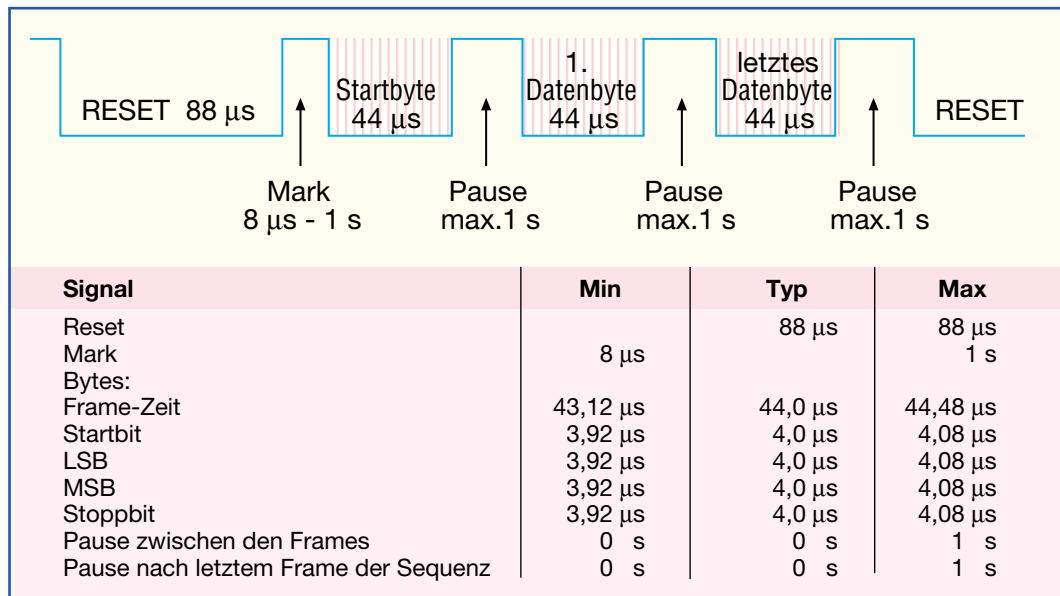 RESET 88 µs
Startbyte
44 µs
1.
Datenbyte
44 µs
letztes
Datenbyte
44 µs
RESET
Mark
8 µs - 1 s
Pause
max.1 s
Pause
max.1 s
Pause
max.1 s
Signal Min Typ Max
Reset 88 µs 88 µs
Mark 8 µs 1 s
Bytes:
Frame-Zeit 43,12 µs 44,0 µs 44,48 µs
Startbit 3,92 µs 4,0 µs 4,08 µs
LSB 3,92 µs 4,0 µs 4,08 µs
MSB 3,92 µs 4,0 µs 4,08 µs
Stoppbit 3,92 µs 4,0 µs 4,08 µs
Pause zwischen den Frames 0 s 0 s 1 s
Pause nach letztem Frame der Sequenz 0 s 0 s 1 s